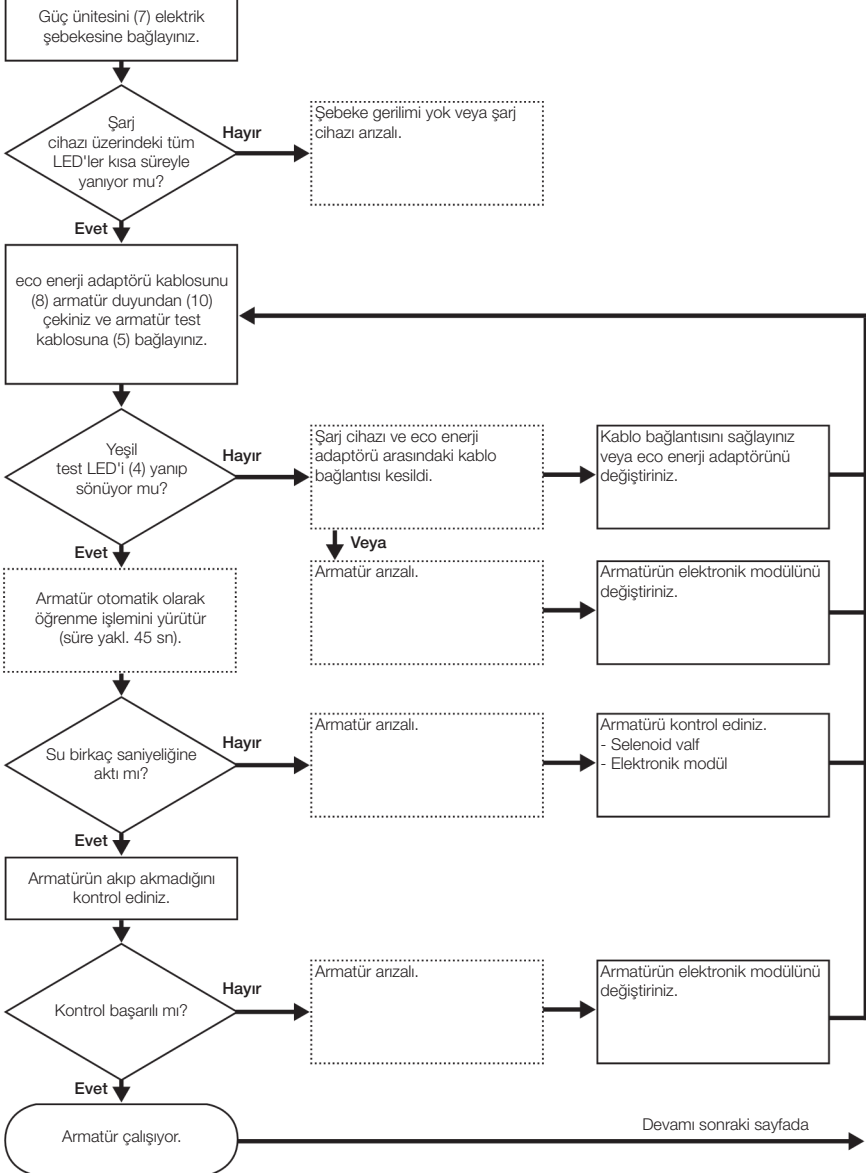 Güç ünitesini (7) elektrik
şebekesine bağlayınız.
Şarj
cihazı üzerindeki tüm
LED'ler kısa süreyle
yanıyor mu?
Hayır
Şebeke gerilimi yok veya şarj
cihazı arızalı.
Evet
eco enerji adaptörü kablosunu
(8) armatür duyundan (10)
çekiniz ve armatür test
kablosuna (5) bağlayınız.
Yeşil
test LED'i (4) yanıp
sönüyor mu?
Hayır
Şarj cihazı ve eco enerji
adaptörü arasındaki kablo
bağlantısı kesildi.
Kablo bağlantısını sağlayınız
veya eco enerji adaptörünü
değiştiriniz.
Veya
Evet
Armatür arızalı.
Armatürün elektronik modülünü
değiştiriniz.
Armatür otomatik olarak
öğrenme işlemini yürütür
(süre yakl. 45 sn).
Su birkaç saniyeliğine
aktı mı?
Hayır
Armatür arızalı.
Armatürü kontrol ediniz.
- Selenoid valf
- Elektronik modül
Evet
Armatürün akıp akmadığını
kontrol ediniz.
Kontrol başarılı mı?
Hayır
Armatür arızalı.
Armatürün elektronik modülünü
değiştiriniz.
Evet
Armatür çalışıyor.
Devamı sonraki sayfada